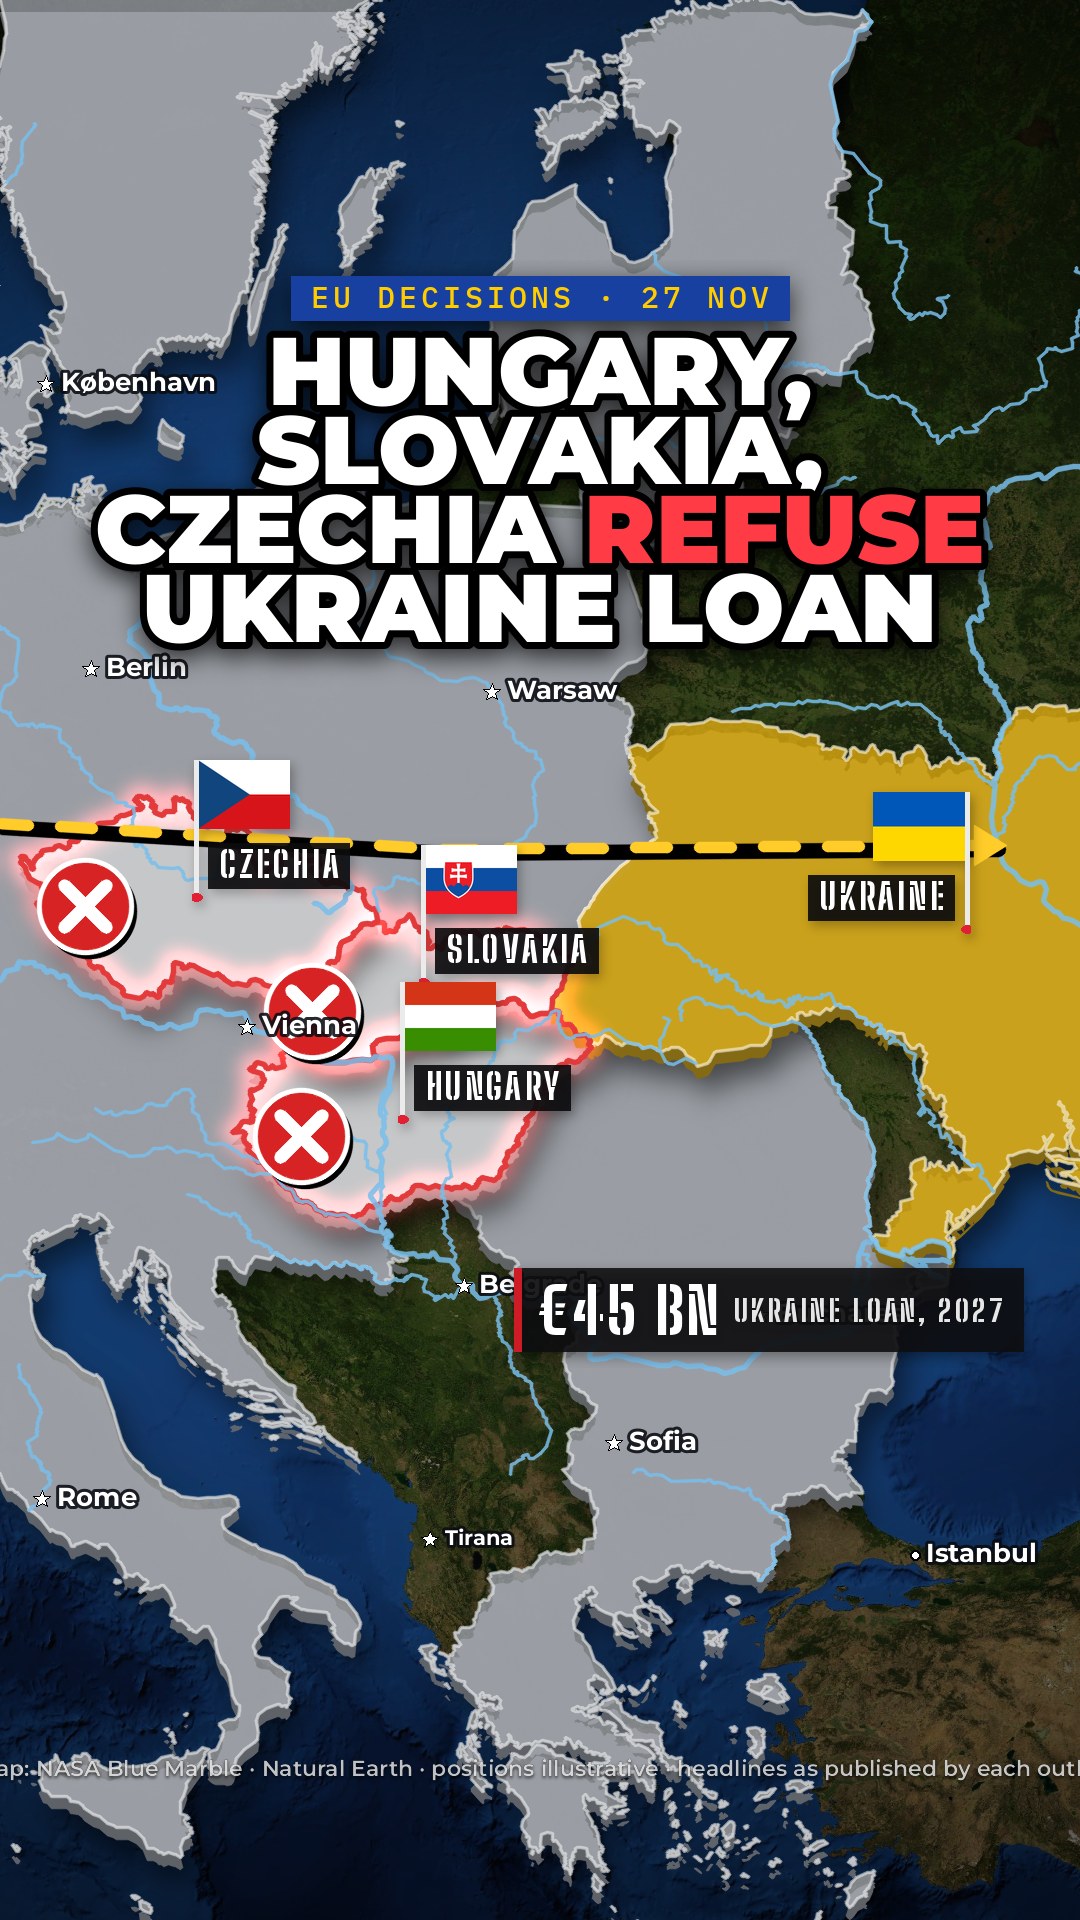 EU DECISIONS · 27 NOV
HUNGARY,
SLOVAKIA,
CZECHIA REFUSE
UKRAINE LOAN
København
Berlin
Warsaw
CZECHIA
UKRAINE
SLOVAKIA
Vienna
HUNGARY
Belgrade
€45 BN UKRAINE LOAN, 2027
Sofia
Rome
Tirana
Istanbul
NASA Blue Marble · Natural Earth · positions illustrative · headlines as published by each